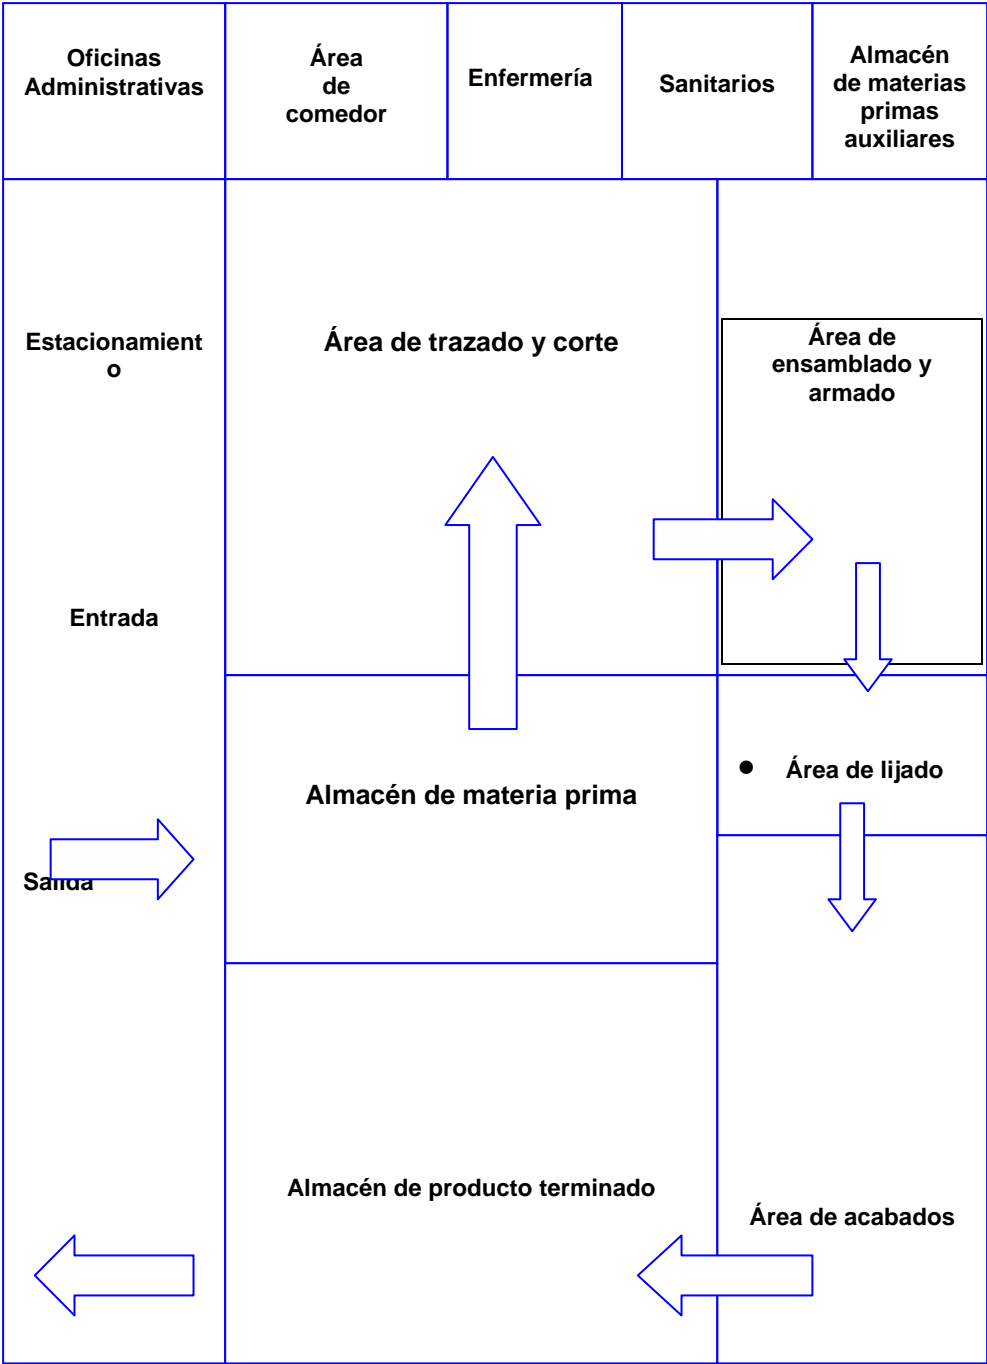 Oficinas
Administrativas
Área
de
comedor
Enfermería
Sanitarios
Almacén
de materias
primas
auxiliares
Estacionamient
o
Área de trazado y corte
Área de
ensamblado y
armado
Entrada
Almacén de materia prima
• Área de lijado
Salida
Almacén de producto terminado
Área de acabados